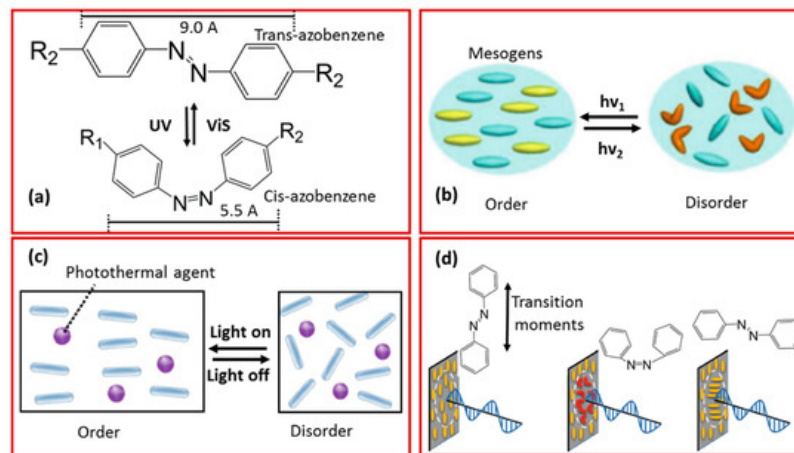 9.0 A
Trans-azobenzene
R2
N
N
R2
UV
ViS
R1
R2
N=N
(a)
Cis-azobenzene
5.5 A
Mesogens
hv1
hv2
(b)
Order
Disorder
(c)
Photothermal agent
Light on
Light off
Order
Disorder
(d)
N
N
Transition
moments
N=N
N
N